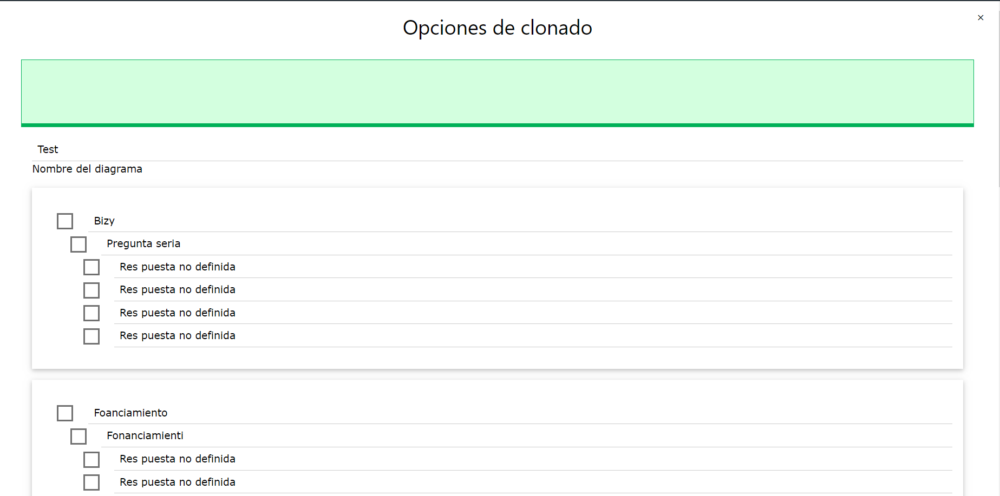 Opciones de clonado
×
Test
Nombre del diagrama
Bizy
Pregunta seria
Res puesta no definida
Res puesta no definida
Res puesta no definida
Res puesta no definida
Foanciamiento
Fonanciamienti
Res puesta no definida
Res puesta no definida